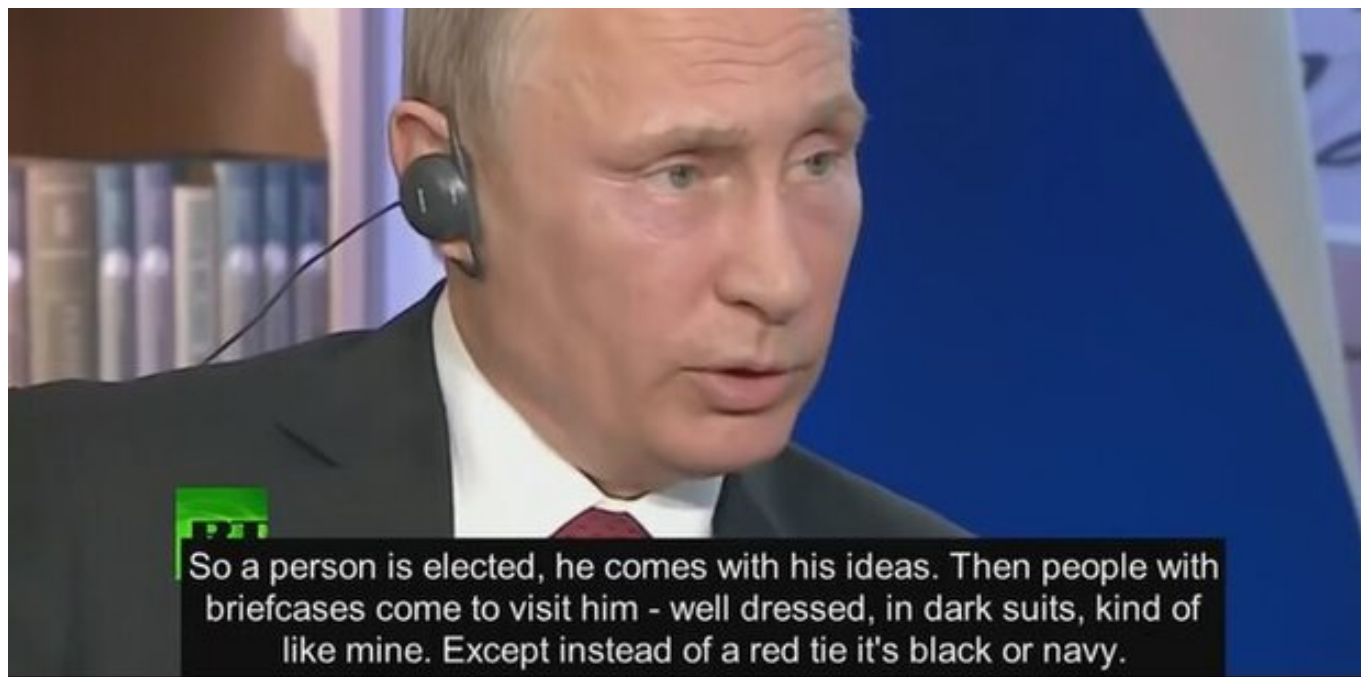 RT
So a person is elected, he comes with his ideas. Then people with
briefcases come to visit him - well dressed, in dark suits, kind of
like mine. Except instead of a red tie it's black or navy.